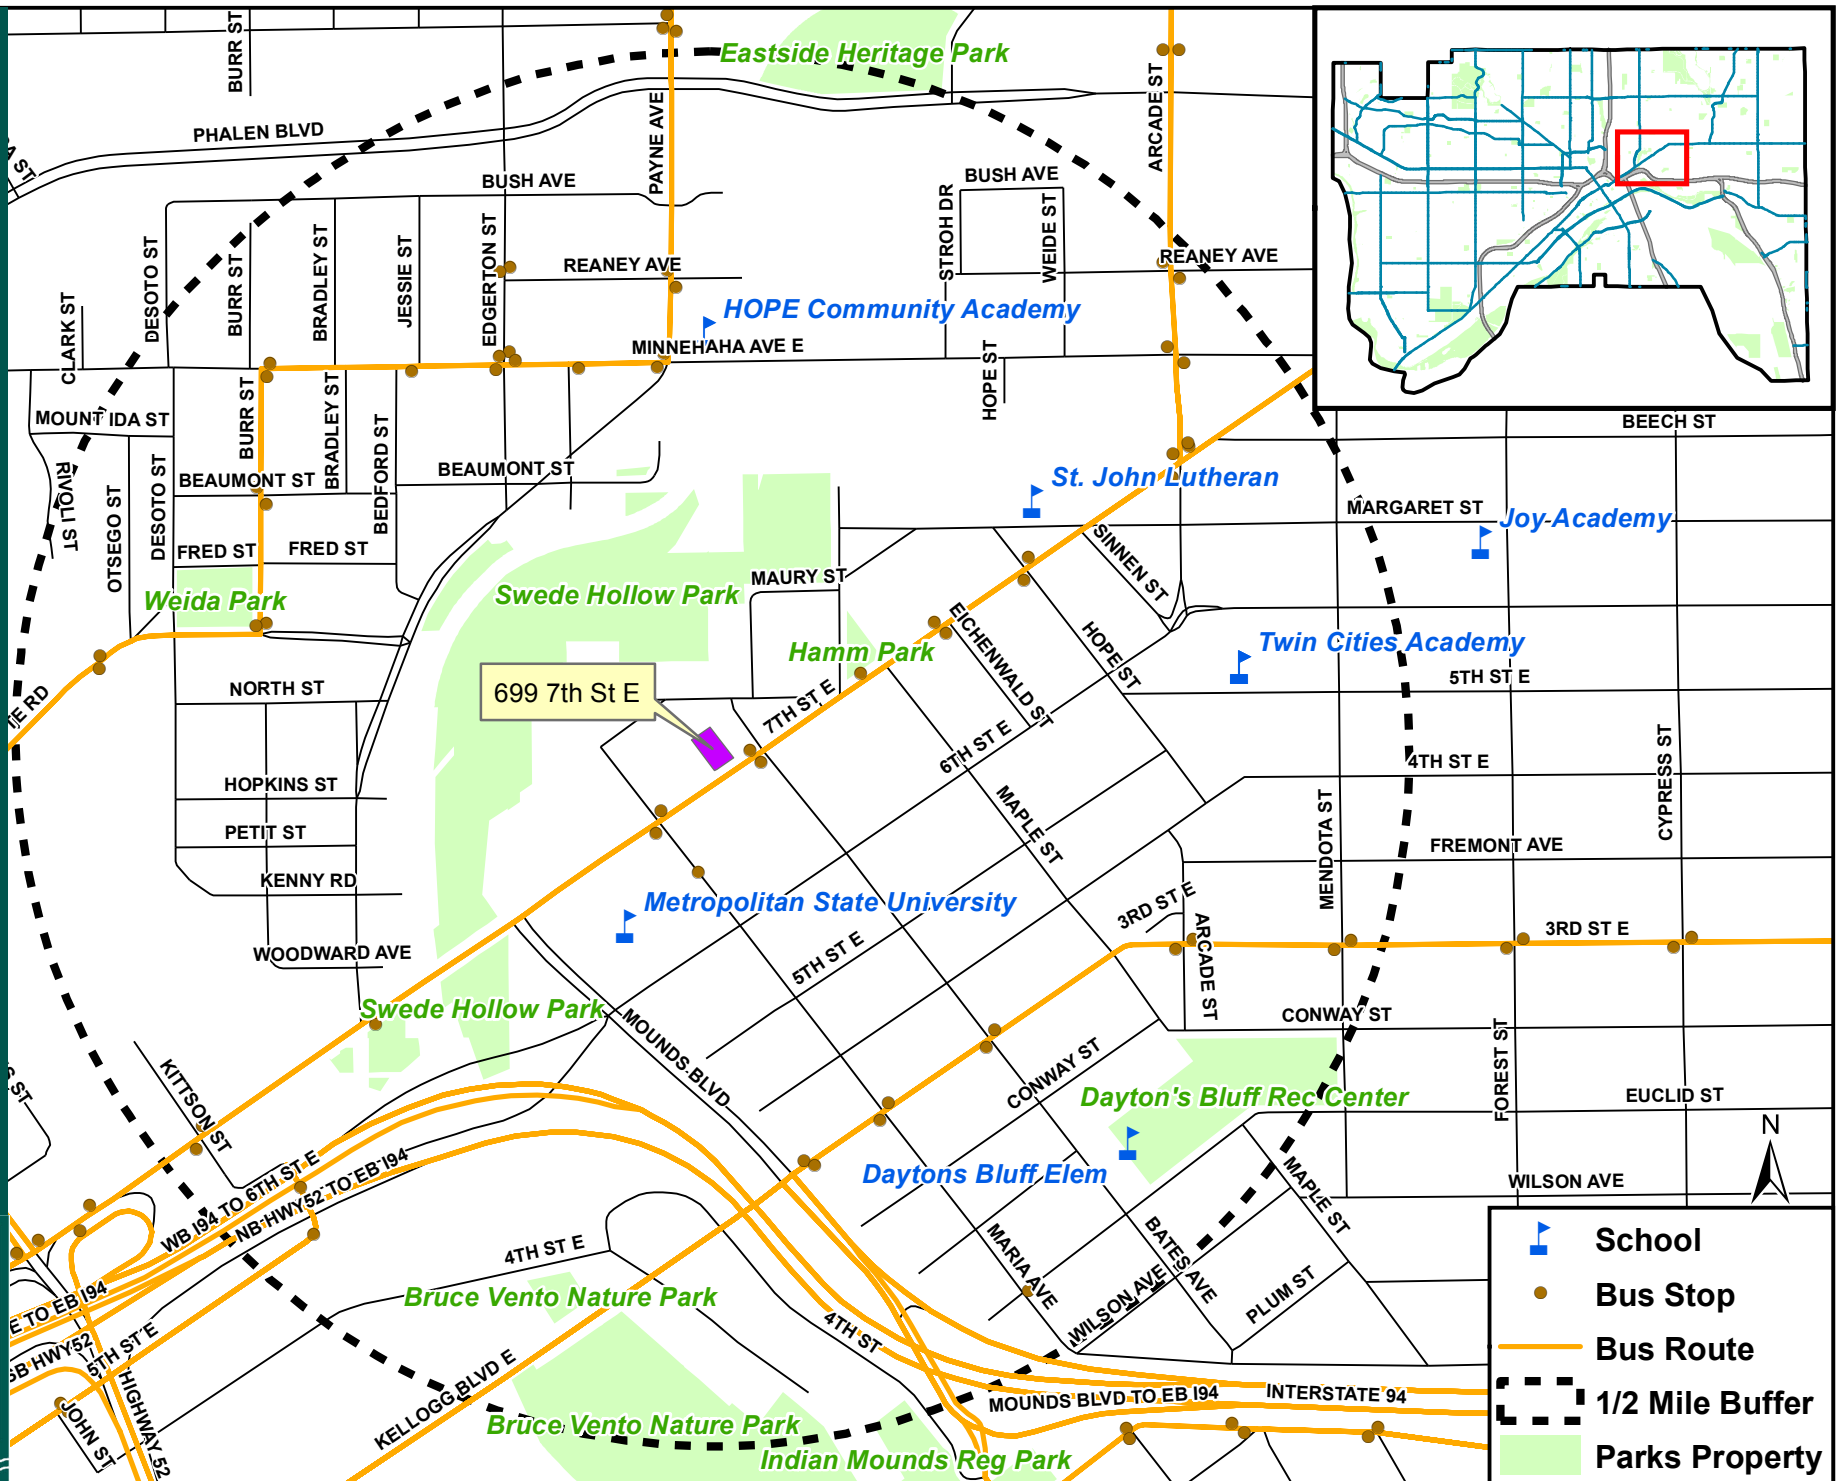 BURR ST
Eastside Heritage Park
ARCADE ST
PAYNE AVE
PHALEN BLVD
BUSH AVE
BUSH AVE
STROH DR
WEIDE ST
DESOTO ST
BURR ST
BRADLEY ST
JESSIE ST
EDGERTON ST
REANEY AVE
REANEY AVE
CLARK ST
HOPE Community Academy
MINNEHAHA AVE E
HOPE ST
MOUNT IDA ST
BURR ST
BRADLEY ST
BEDFORD ST
BEECH ST
RIVOLI ST
OTSEGO ST
DESOTO ST
BEAUMONT ST
BEAUMONT ST
St. John Lutheran
MARGARET ST
Joy Academy
FRED ST
FRED ST
SINNEN ST
MAURY ST
Weida Park
Swede Hollow Park
EICHENWALD ST
HOPE ST
Hamm Park
Twin Cities Academy
5TH ST E
NORTH ST
699 7th St E
7TH ST E
6TH ST E
TE RD
4TH ST E
CYPRESS ST
HOPKINS ST
MAPLE ST
MENDOTA ST
PETIT ST
FREMONT AVE
KENNY RD
Metropolitan State University
3RD ST E
ARCADE ST
3RD ST E
WOODWARD AVE
5TH ST E
Swede Hollow Park
MOUNDS BLVD
CONWAY ST
FOREST ST
KITTSON ST
CONWAY ST
Dayton's Bluff Rec Center
EUCLID ST
N
Daytons Bluff Elem
WB I94 TO 6TH ST E
NB HWY52 TO EB I94
MAPLE ST
WILSON AVE
4TH ST E
MARIA AVE
BATES AVE
Bruce Vento Nature Park
WILSON AVE
PLUM ST
E TO EB I94
SB HWY52
5TH ST E
4TH ST
KELLOGG BLVD E
HIGHWAY 52
JOHN ST
MOUNDS BLVD TO EB I94
INTERSTATE 94
Bruce Vento Nature Park
Indian Mounds Reg Park
School
Bus Stop
Bus Route
1/2 Mile Buffer
Parks Property